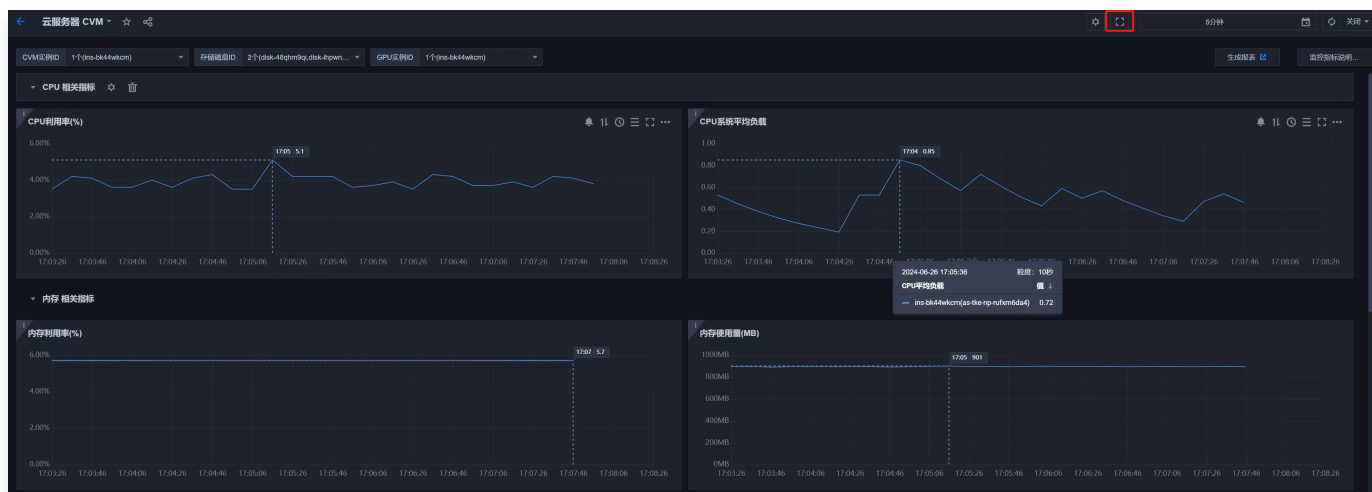 云服务器 CVM
5分钟
关闭
CVM实例ID 1个(ins-bk44wkcm)
存储磁盘ID 2个(disk-48qhm9qi,disk-lhpwn...
GPU实例ID 1个(ins-bk44wkcm)
生成报表
监控指标说明...
CPU 相关指标
CPU利用率(%)
6.00%
17:05 5.1
4.00%
2.00%
0.00%
17:03:26 17:03:46 17:04:06 17:04:26 17:04:46 17:05:06 17:05:26 17:05:46 17:06:06 17:06:26 17:06:46 17:07:06 17:07:26 17:07:46 17:08:06 17:08:26
CPU系统平均负载
1.00
17:04 0.85
0.80
0.60
0.40
0.20
0.00
17:03:26 17:03:46 17:04:06 17:04:26 17:04:46 17:06:26 17:06:46 17:07:06 17:07:26 17:07:46 17:08:06 17:08:26
2024-06-26 17:05:36 粒度: 10秒
CPU平均负载 值 ↓
ins-bk44wkcm(as-tke-np-rufxm6da4) 0.72
内存 相关指标
内存利用率(%)
6.00%
17:07 5.7
4.00%
2.00%
0.00%
17:03:26 17:03:46 17:04:06 17:04:26 17:04:46 17:05:06 17:05:26 17:05:46 17:06:06 17:06:26 17:06:46 17:07:06 17:07:26 17:07:46 17:08:06 17:08:26
内存使用量(MB)
1000MB
17:05 901
800MB
600MB
400MB
200MB
0MB
17:03:26 17:03:46 17:04:06 17:04:26 17:04:46 17:05:06 17:05:26 17:05:46 17:06:06 17:06:26 17:06:46 17:07:06 17:07:26 17:07:46 17:08:06 17:08:26